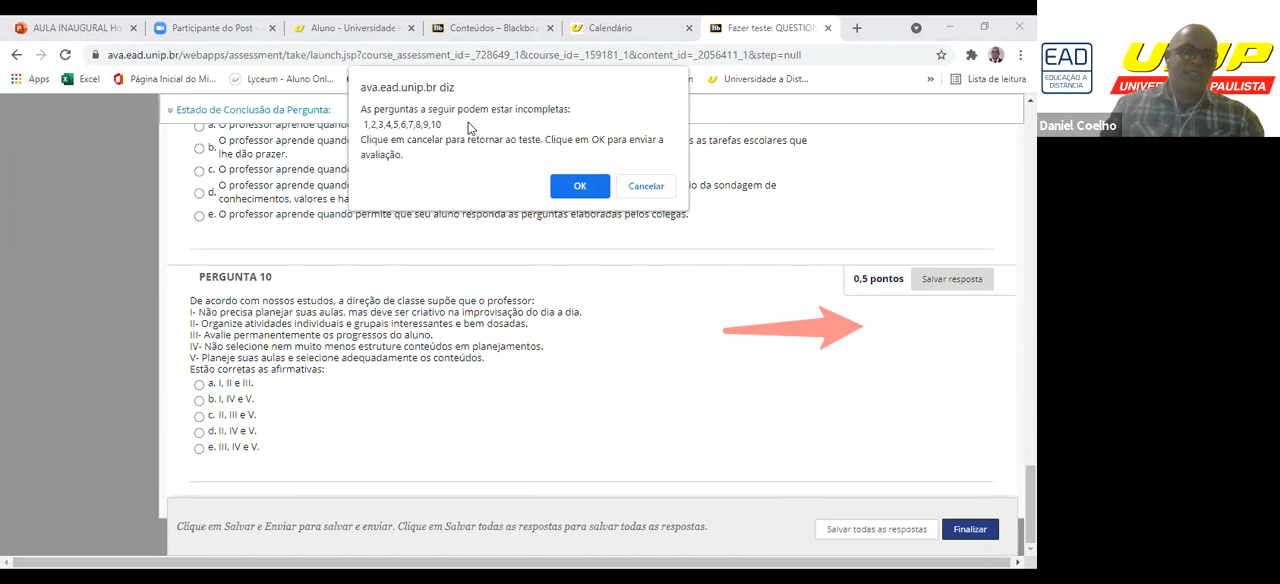 AULA INAUGURAL Ho
Participante do Post -
Aluno - Universidade
Conteúdos – Blackboa
Calendário
Fazer teste: QUESTION
ava.ead.unip.br/webapps/assessment/take/launch.jsp?course_assessment_id=_728649_1&course_id=_159181_1&content_id=_2056411_1&step=null
Apps
Excel
Página Inicial do Mi...
Lyceum - Aluno Onl...
Universidade a Dist...
»
Lista de leitura
EAD
EDUCAÇÃO A DISTÂNCIA
UNIP
Daniel Coelho
ava.ead.unip.br diz
As perguntas a seguir podem estar incompletas:
1,2,3,4,5,6,7,8,9,10
Clique em cancelar para retornar ao teste. Clique em OK para enviar a
avaliação.
OK
Cancelar
Estado de Conclusão da Pergunta:
a. O professor aprende quando
b. O professor aprende quando as tarefas escolares que
lhe dão prazer.
c. O professor aprende quando
d. O professor aprende quando da sondagem de
conhecimentos, valores e
e. O professor aprende quando permite que seu aluno responda as perguntas elaboradas pelos colegas.
PERGUNTA 10
0,5 pontos
Salvar resposta
De acordo com nossos estudos, a direção de classe supõe que o professor:
I- Não precisa planejar suas aulas, mas deve ser criativo na improvisação do dia a dia.
II- Organize atividades individuais e grupais interessantes e bem dosadas.
III- Avalie permanentemente os progressos do aluno.
IV- Não selecione nem muito menos estruture conteúdos em planejamentos.
V- Planeje suas aulas e selecione adequadamente os conteúdos.
Estão corretas as afirmativas:
a. I, II e III.
b. I, IV e V.
c. II, III e V.
d. II, IV e V.
e. III, IV e V.
Clique em Salvar e Enviar para salvar e enviar. Clique em Salvar todas as respostas para salvar todas as respostas.
Salvar todas as respostas
Finalizar